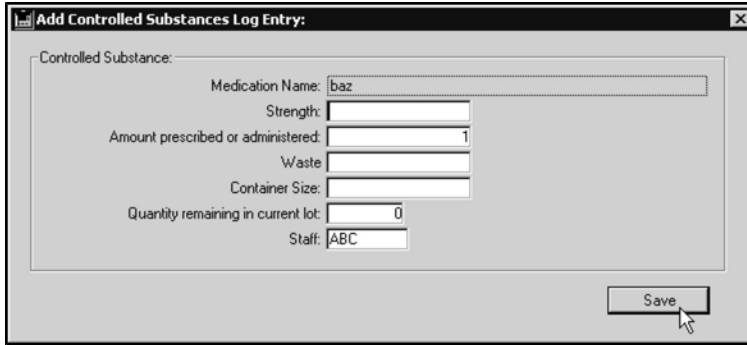 Add Controlled Substances Log Entry:
Controlled Substance:
Medication Name: baz
Strength:
Amount prescribed or administered: 1
Waste
Container Size:
Quantity remaining in current lot: 0
Staff: ABC
Save